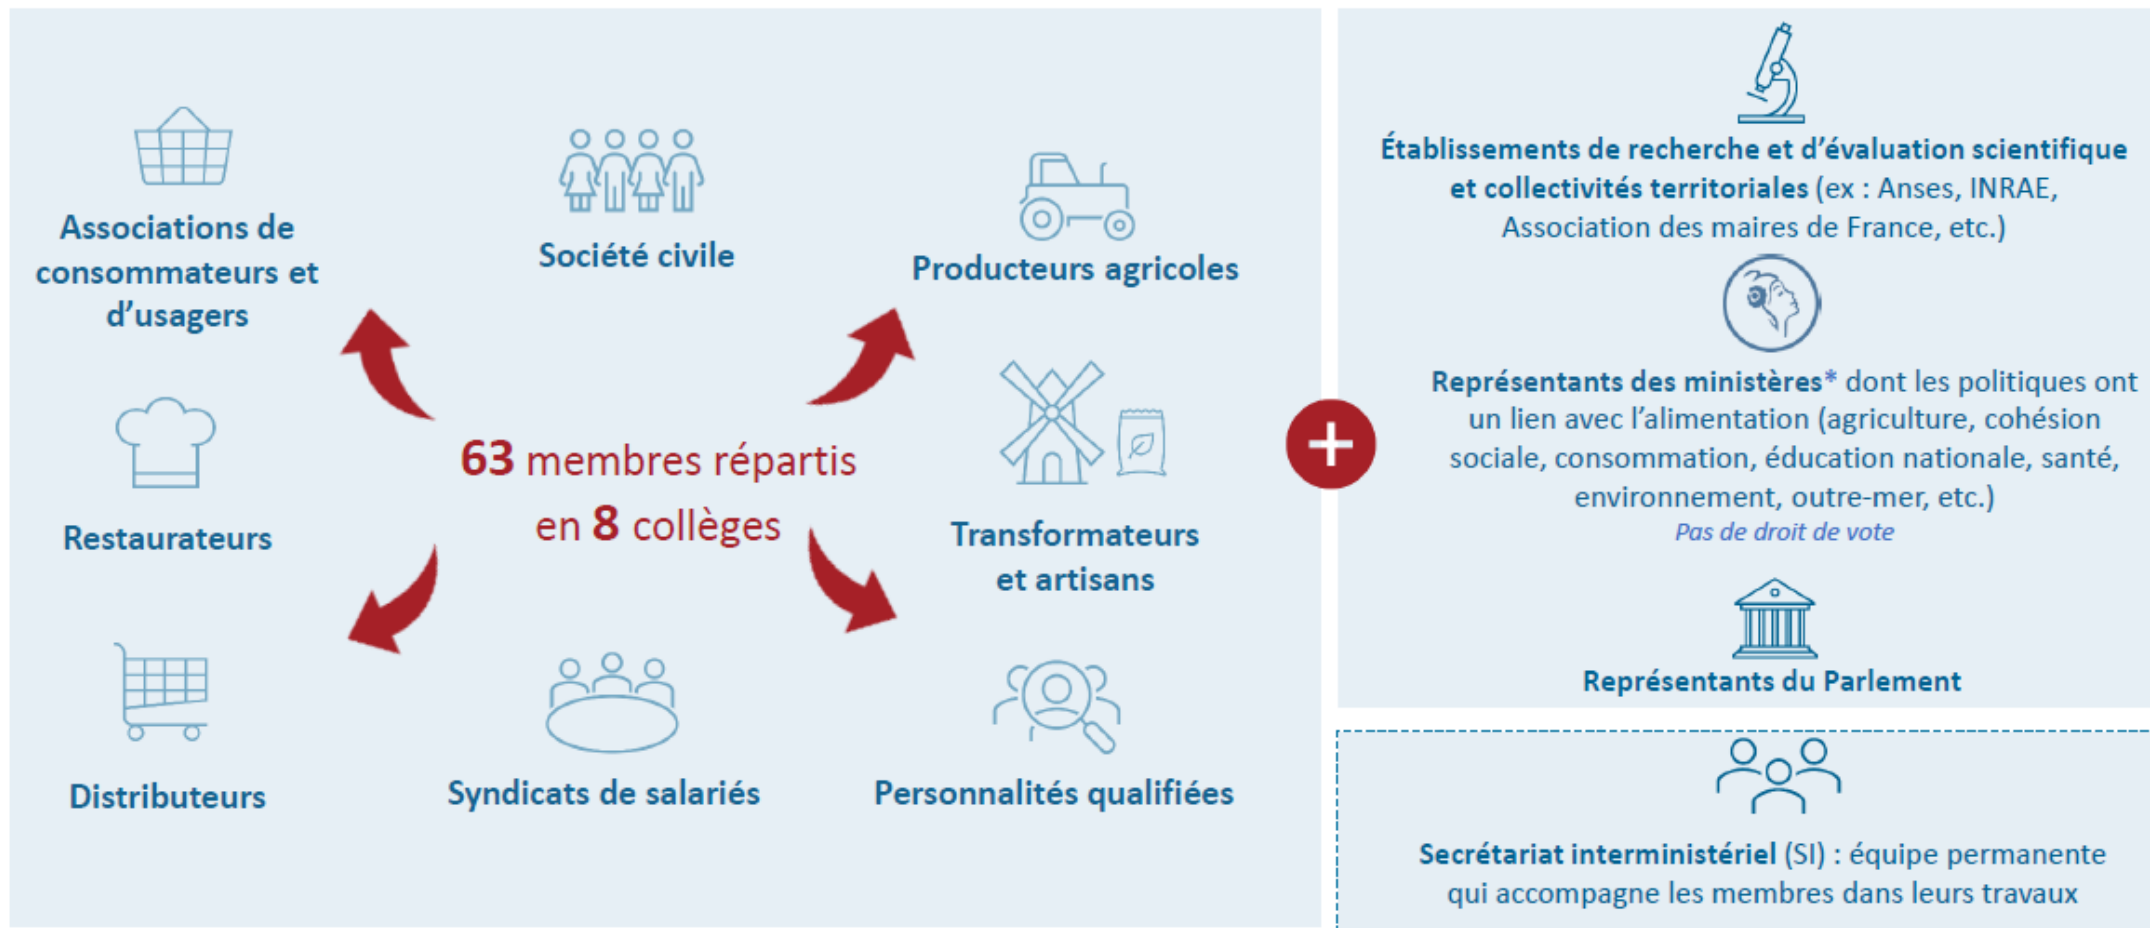 Associations de
consommateurs et
d’usagers
Société civile
Producteurs agricoles
Restaurateurs
63 membres répartis
en 8 collèges
Transformateurs
et artisans
Distributeurs
Syndicats de salariés
Personnalités qualifiées
+
Établissements de recherche et d’évaluation scientifique
et collectivités territoriales (ex : Anses, INRAE,
Association des maires de France, etc.)
Représentants des ministères* dont les politiques ont
un lien avec l’alimentation (agriculture, cohésion
sociale, consommation, éducation nationale, santé,
environnement, outre-mer, etc.)
Pas de droit de vote
Représentants du Parlement
Secrétariat interministériel (SI) : équipe permanente
qui accompagne les membres dans leurs travaux